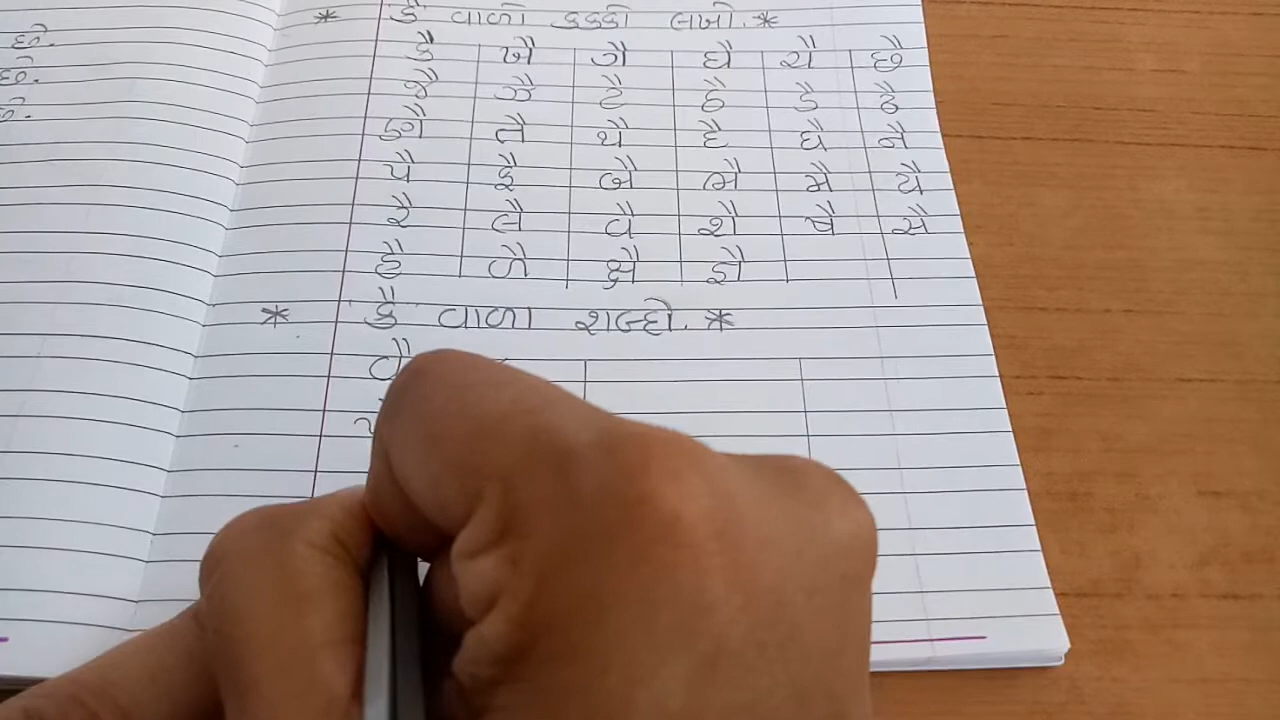 * કૈ વાળો કક્કો લખો. *
કૈ ખૈ ગૈ ઘૈ ચૈ છૈ
જૈ ઝૈ ટૈ ઠૈ ડૈ ઢૈ
ણૈ તૈ થૈ દૈ ધૈ નૈ
પૈ ફૈ બૈ ભૈ મૈ યૈ
રૈ લૈ વૈ શૈ ષૈ સૈ
હૈ ળૈ ક્ષૈ જ્ઞૈ
* કૈ વાળા શબ્દો. *
છે.
છે.
છે.